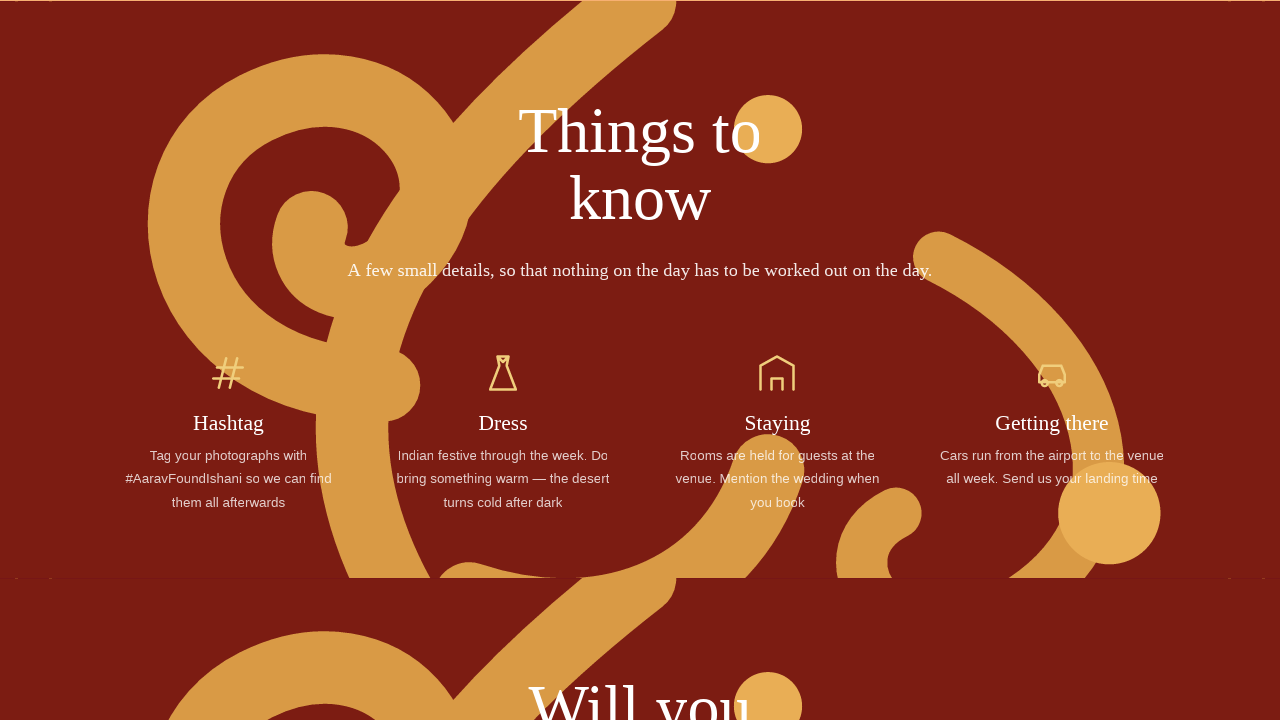 Things to
know
A few small details, so that nothing on the day has to be worked out on the day.
Hashtag
Tag your photographs with
#AaravFoundIshani so we can find
them all afterwards
Dress
Indian festive through the week. Do
bring something warm — the desert
turns cold after dark
Staying
Rooms are held for guests at the
venue. Mention the wedding when
you book
Getting there
Cars run from the airport to the venue
all week. Send us your landing time
Will you